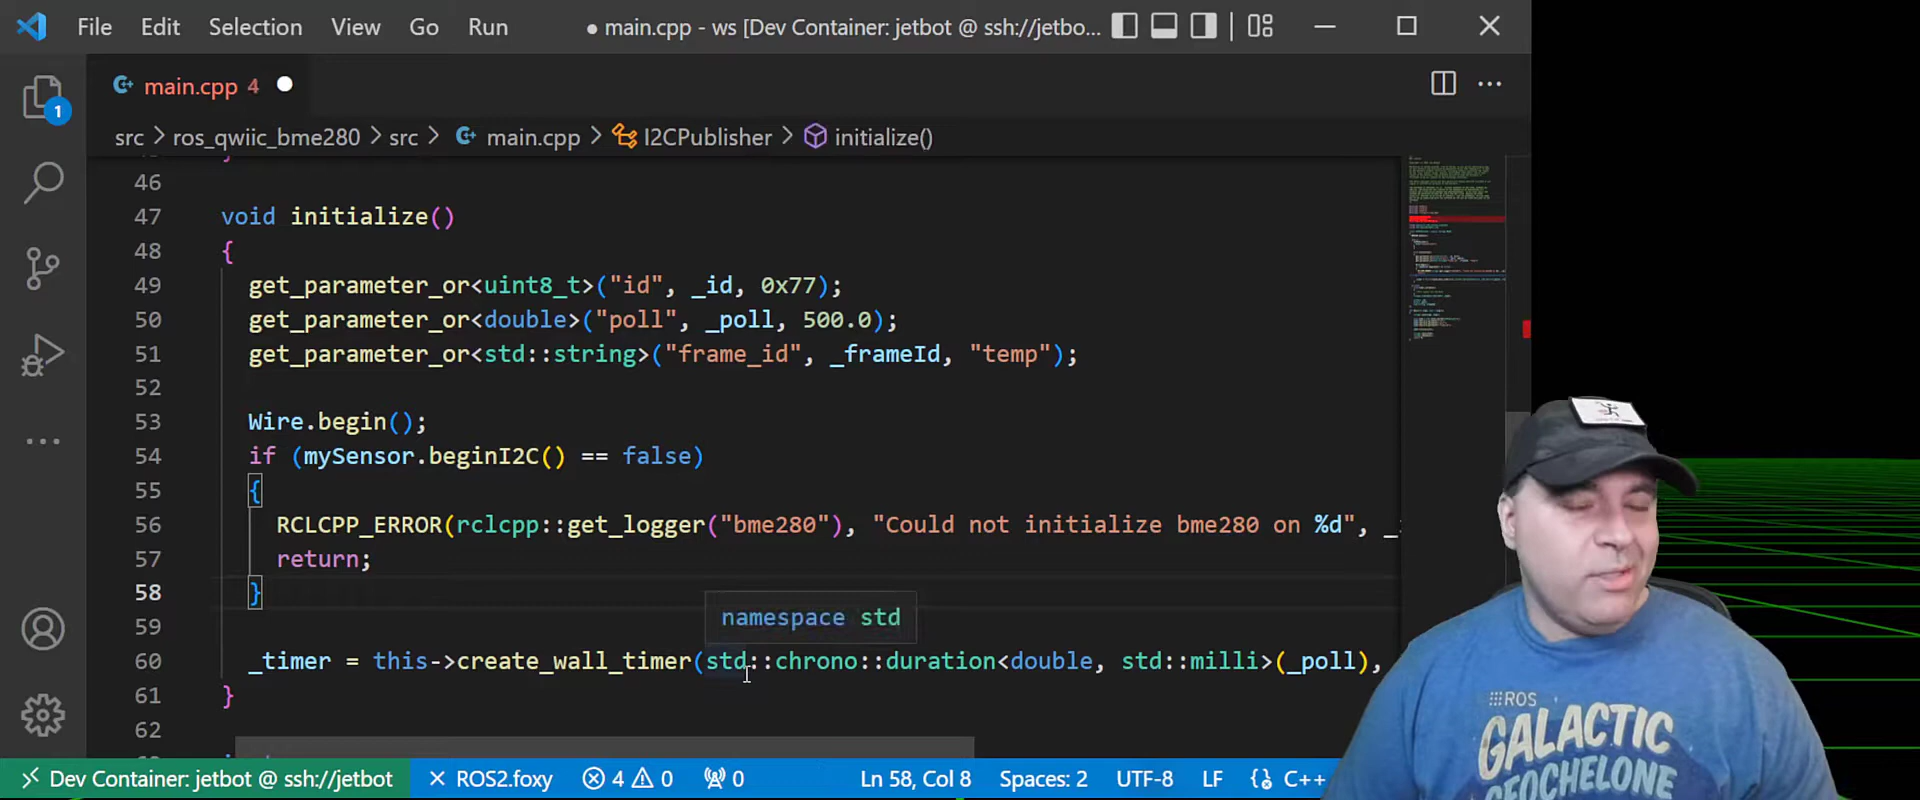 File Edit Selection View Go Run ● main.cpp - ws [Dev Container: jetbot @ ssh://jetbo...
main.cpp 4
src > ros_qwiic_bme280 > src > main.cpp > I2CPublisher > initialize()
46
47 void initialize()
48 {
49 get_parameter_or<uint8_t>("id", _id, 0x77);
50 get_parameter_or<double>("poll", _poll, 500.0);
51 get_parameter_or<std::string>("frame_id", _frameId, "temp");
52
53 Wire.begin();
54 if (mySensor.beginI2C() == false)
55 {
56 RCLCPP_ERROR(rclcpp::get_logger("bme280"), "Could not initialize bme280 on %d",
57 return;
58 }
namespace std
59
60 _timer = this->create_wall_timer(std::chrono::duration<double, std::milli>(_poll),
61 }
62
1
ROS
GALACTIC
GEOCHELONE
Dev Container: jetbot @ ssh://jetbot ROS2.foxy 4 0 0 Ln 58, Col 8 Spaces: 2 UTF-8 LF {} C++